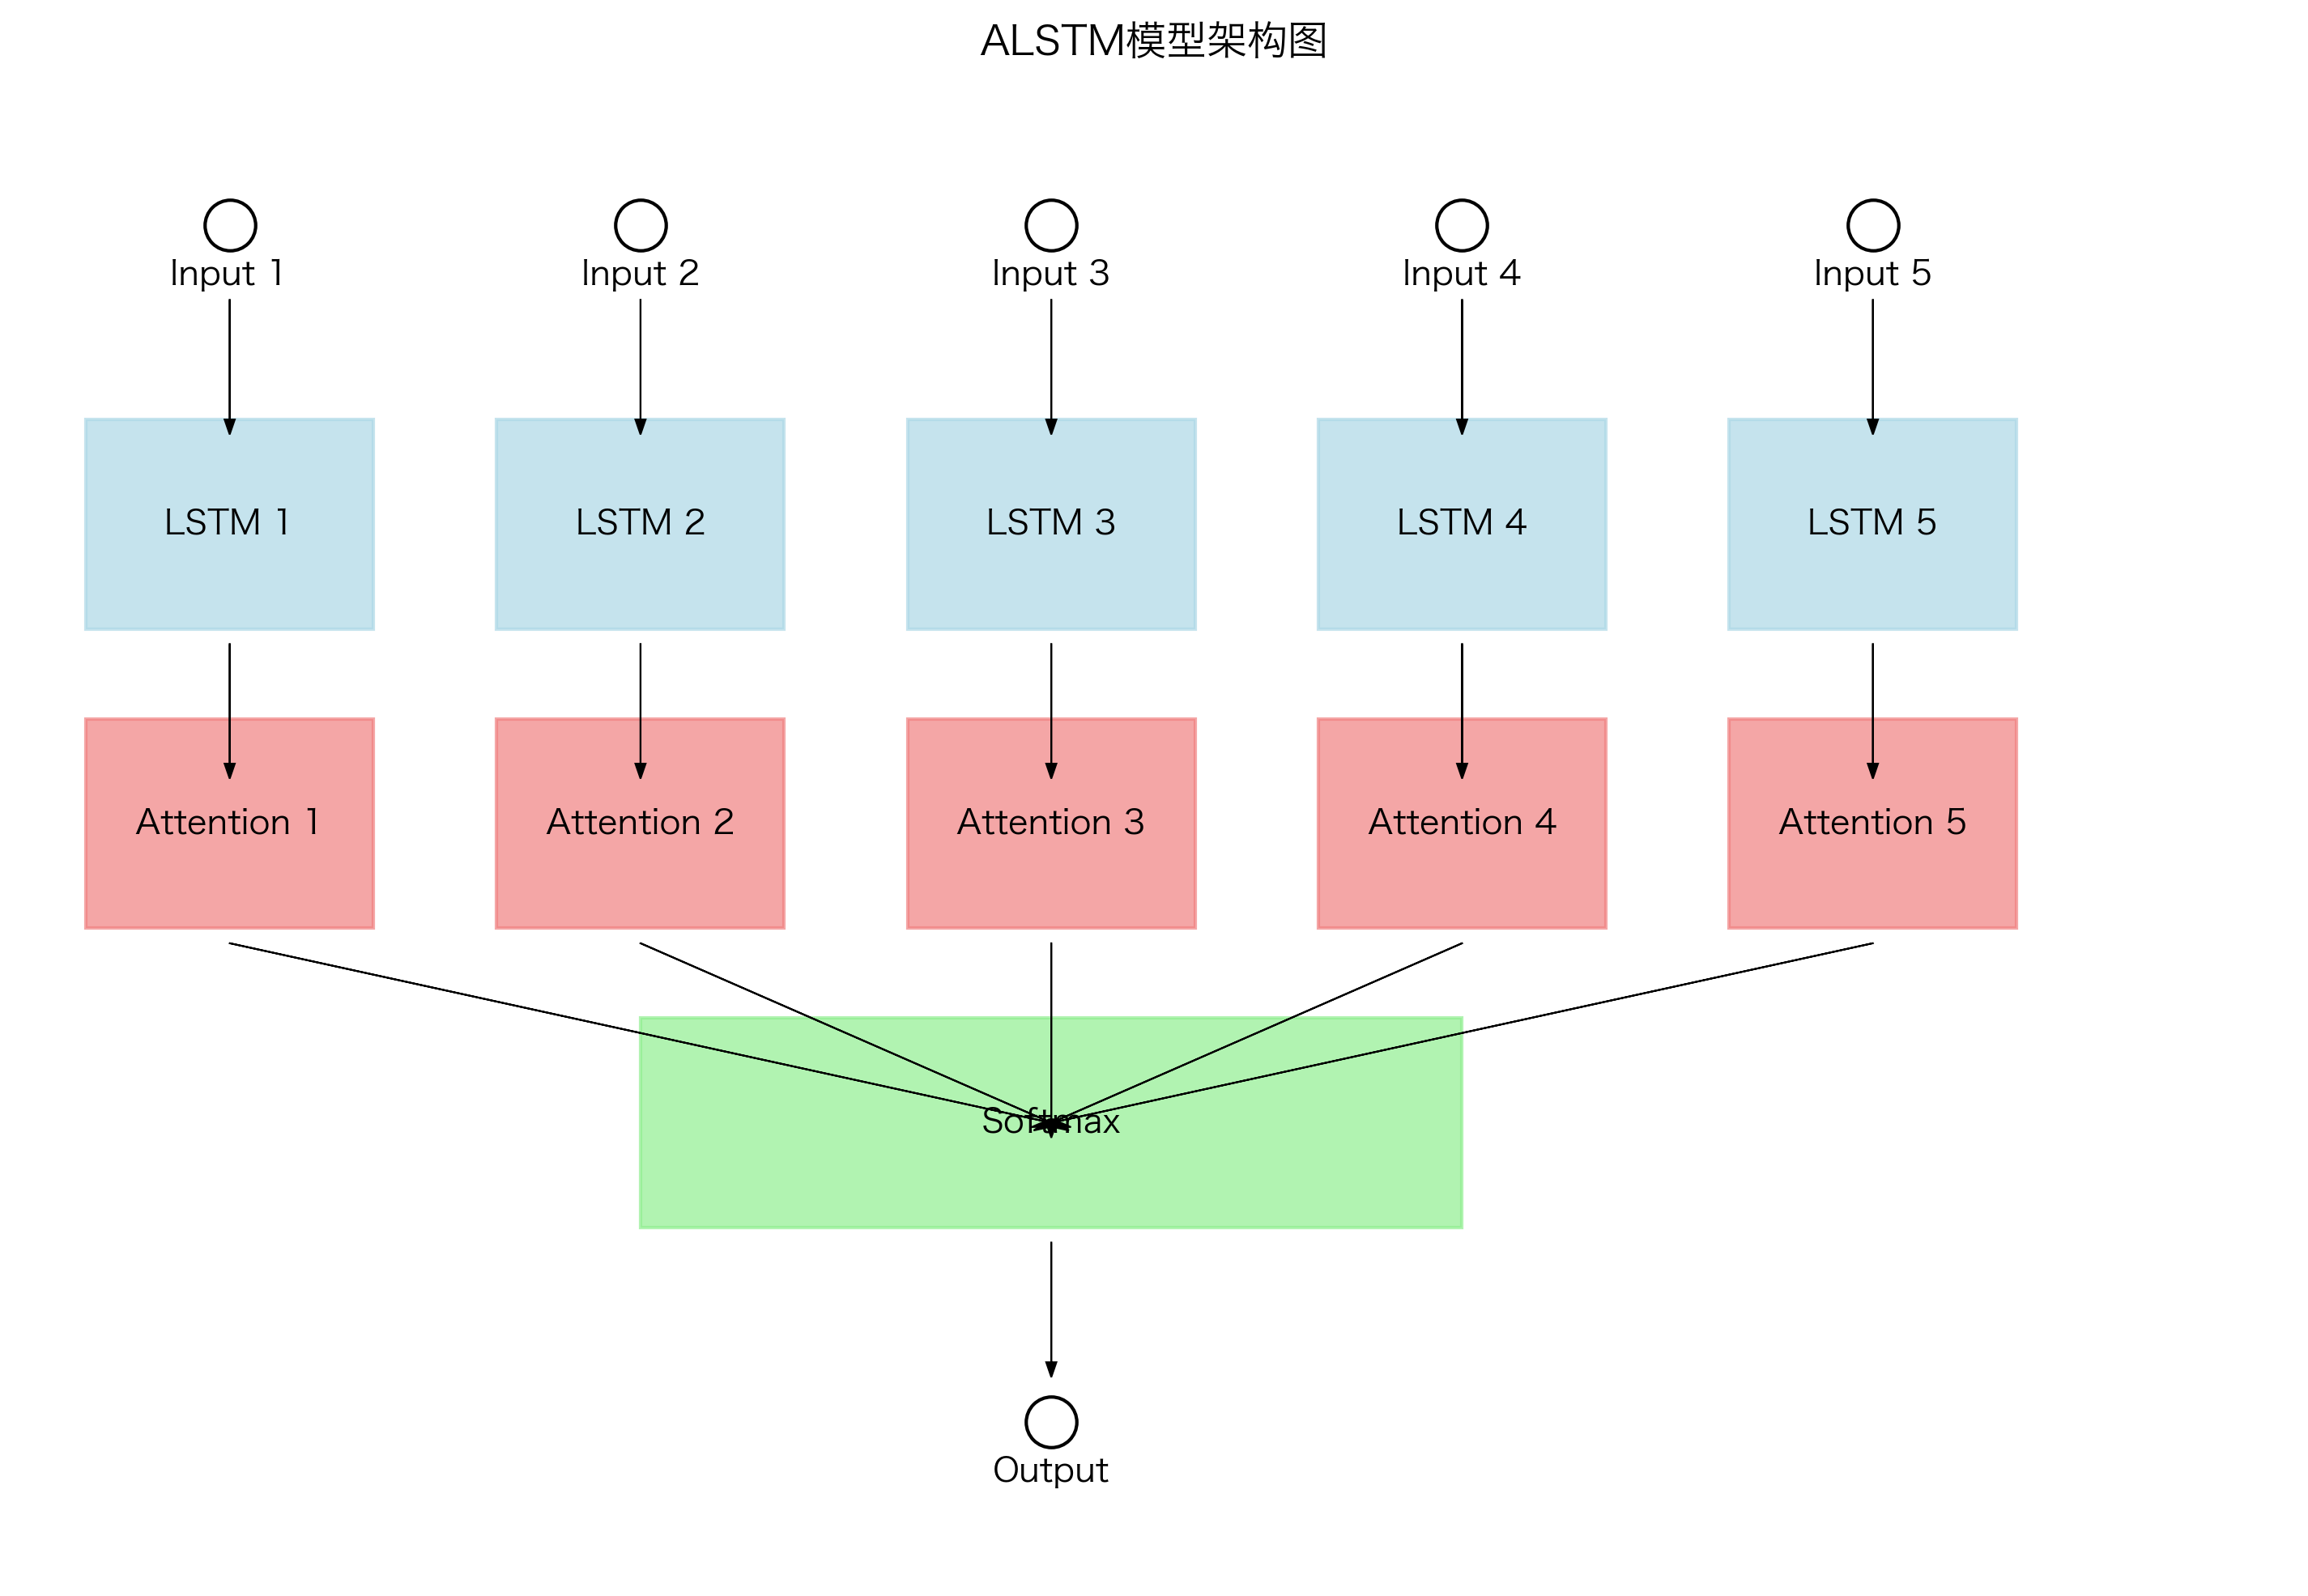 ALSTM模型架构图
Input 1
Input 2
Input 3
Input 4
Input 5
LSTM 1
LSTM 2
LSTM 3
LSTM 4
LSTM 5
Attention 1
Attention 2
Attention 3
Attention 4
Attention 5
Softmax
Output